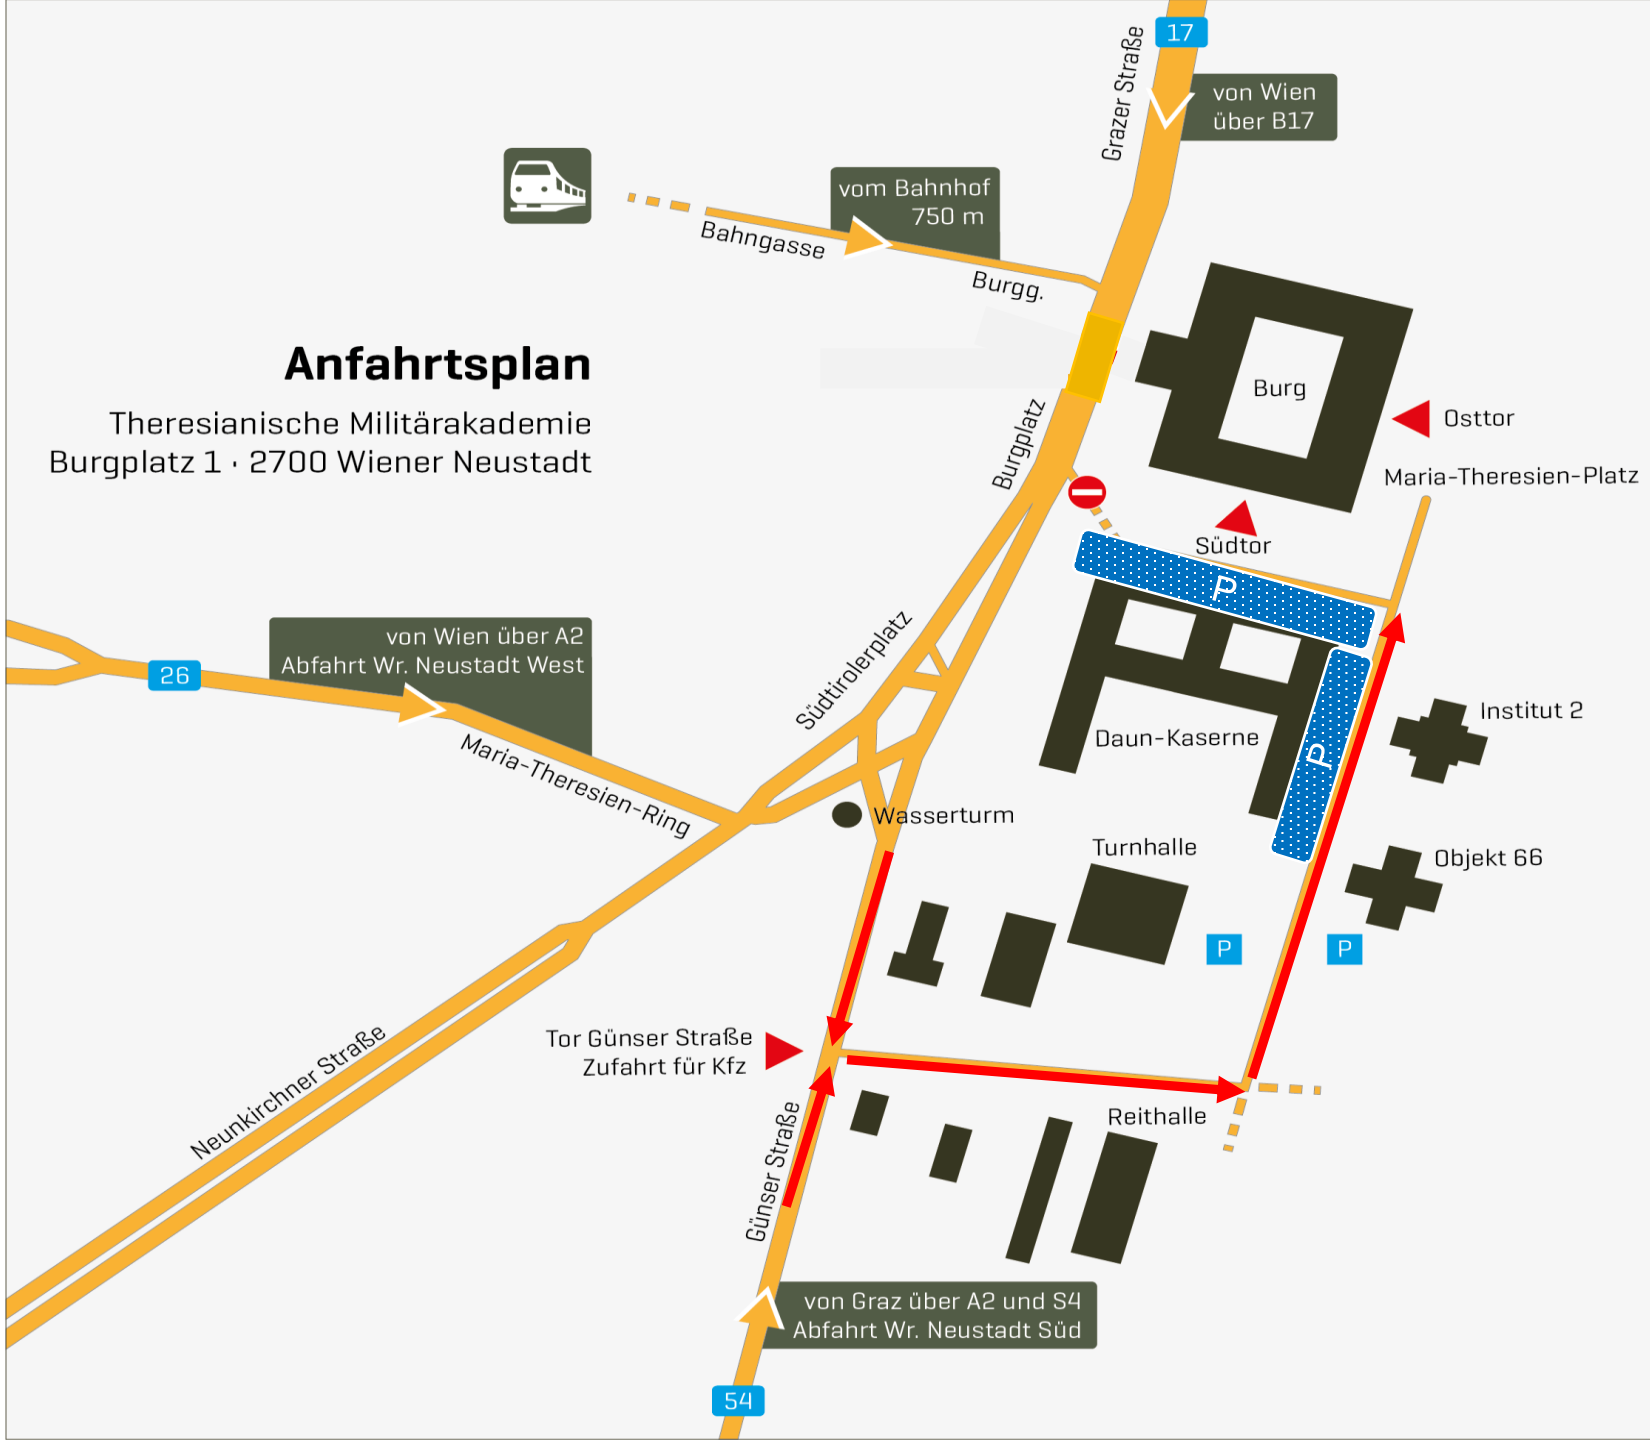 17
Grazer Straße
von Wien
über B17
vom Bahnhof
750 m
Bahngasse
Burgg.
Anfahrtsplan
Theresianische Militärakademie
Burgplatz 1 · 2700 Wiener Neustadt
Burg
Osttor
Maria-Theresien-Platz
Burgplatz
Südtor
P
von Wien über A2
Abfahrt Wr. Neustadt West
26
Maria-Theresien-Ring
Südtirolerplatz
Daun-Kaserne
P
Institut 2
Wasserturm
Turnhalle
Objekt 66
P
P
Neunkirchner Straße
Tor Günser Straße
Zufahrt für Kfz
Günser Straße
Reithalle
von Graz über A2 und S4
Abfahrt Wr. Neustadt Süd
54